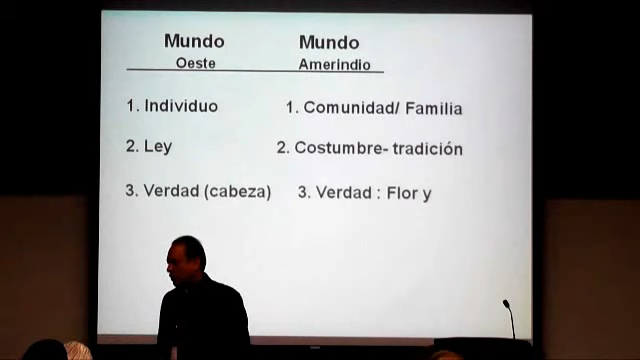 Mundo Mundo
Oeste Amerindio
1. Individuo 1. Comunidad/ Familia
2. Ley 2. Costumbre- tradición
3. Verdad (cabeza) 3. Verdad : Flor y